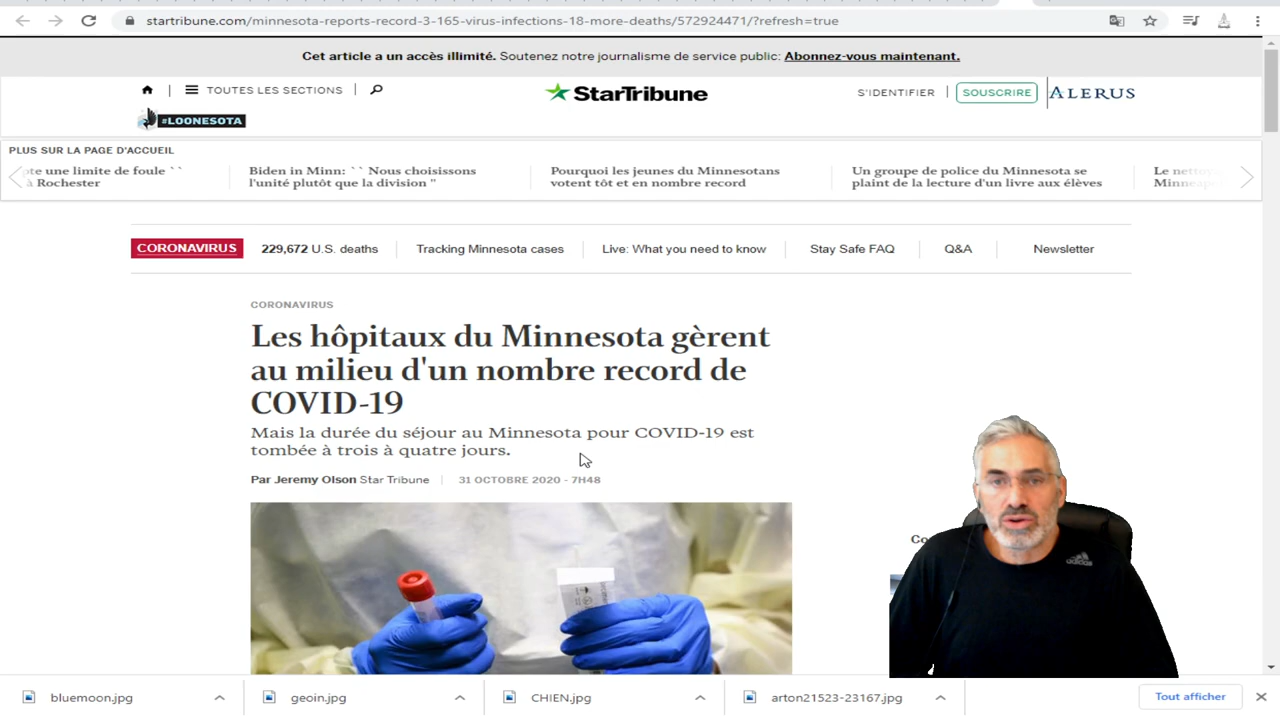 startribune.com/minnesota-reports-record-3-165-virus-infections-18-more-deaths/572924471/?refresh=true
Cet article a un accès illimité. Soutenez notre journalisme de service public: Abonnez-vous maintenant.
TOUTES LES SECTIONS
StarTribune
S'IDENTIFIER
SOUSCRIRE
ALERUS
#LOONESOTA
PLUS SUR LA PAGE D'ACCUEIL
te une limite de foule ``
à Rochester
Biden in Minn: `` Nous choisissons
l'unité plutôt que la division "
Pourquoi les jeunes du Minnesotans
votent tôt et en nombre record
Un groupe de police du Minnesota se
plaint de la lecture d'un livre aux élèves
Le
CORONAVIRUS
229,672 U.S. deaths
Tracking Minnesota cases
Live: What you need to know
Stay Safe FAQ
Q&A
Newsletter
CORONAVIRUS
Les hôpitaux du Minnesota gèrent
au milieu d'un nombre record de
COVID-19
Mais la durée du séjour au Minnesota pour COVID-19 est
tombée à trois à quatre jours.
Par Jeremy Olson Star Tribune
31 OCTOBRE 2020 - 7H48
adidas
bluemoon.jpg
geoin.jpg
CHIEN.jpg
arton21523-23167.jpg
Tout afficher